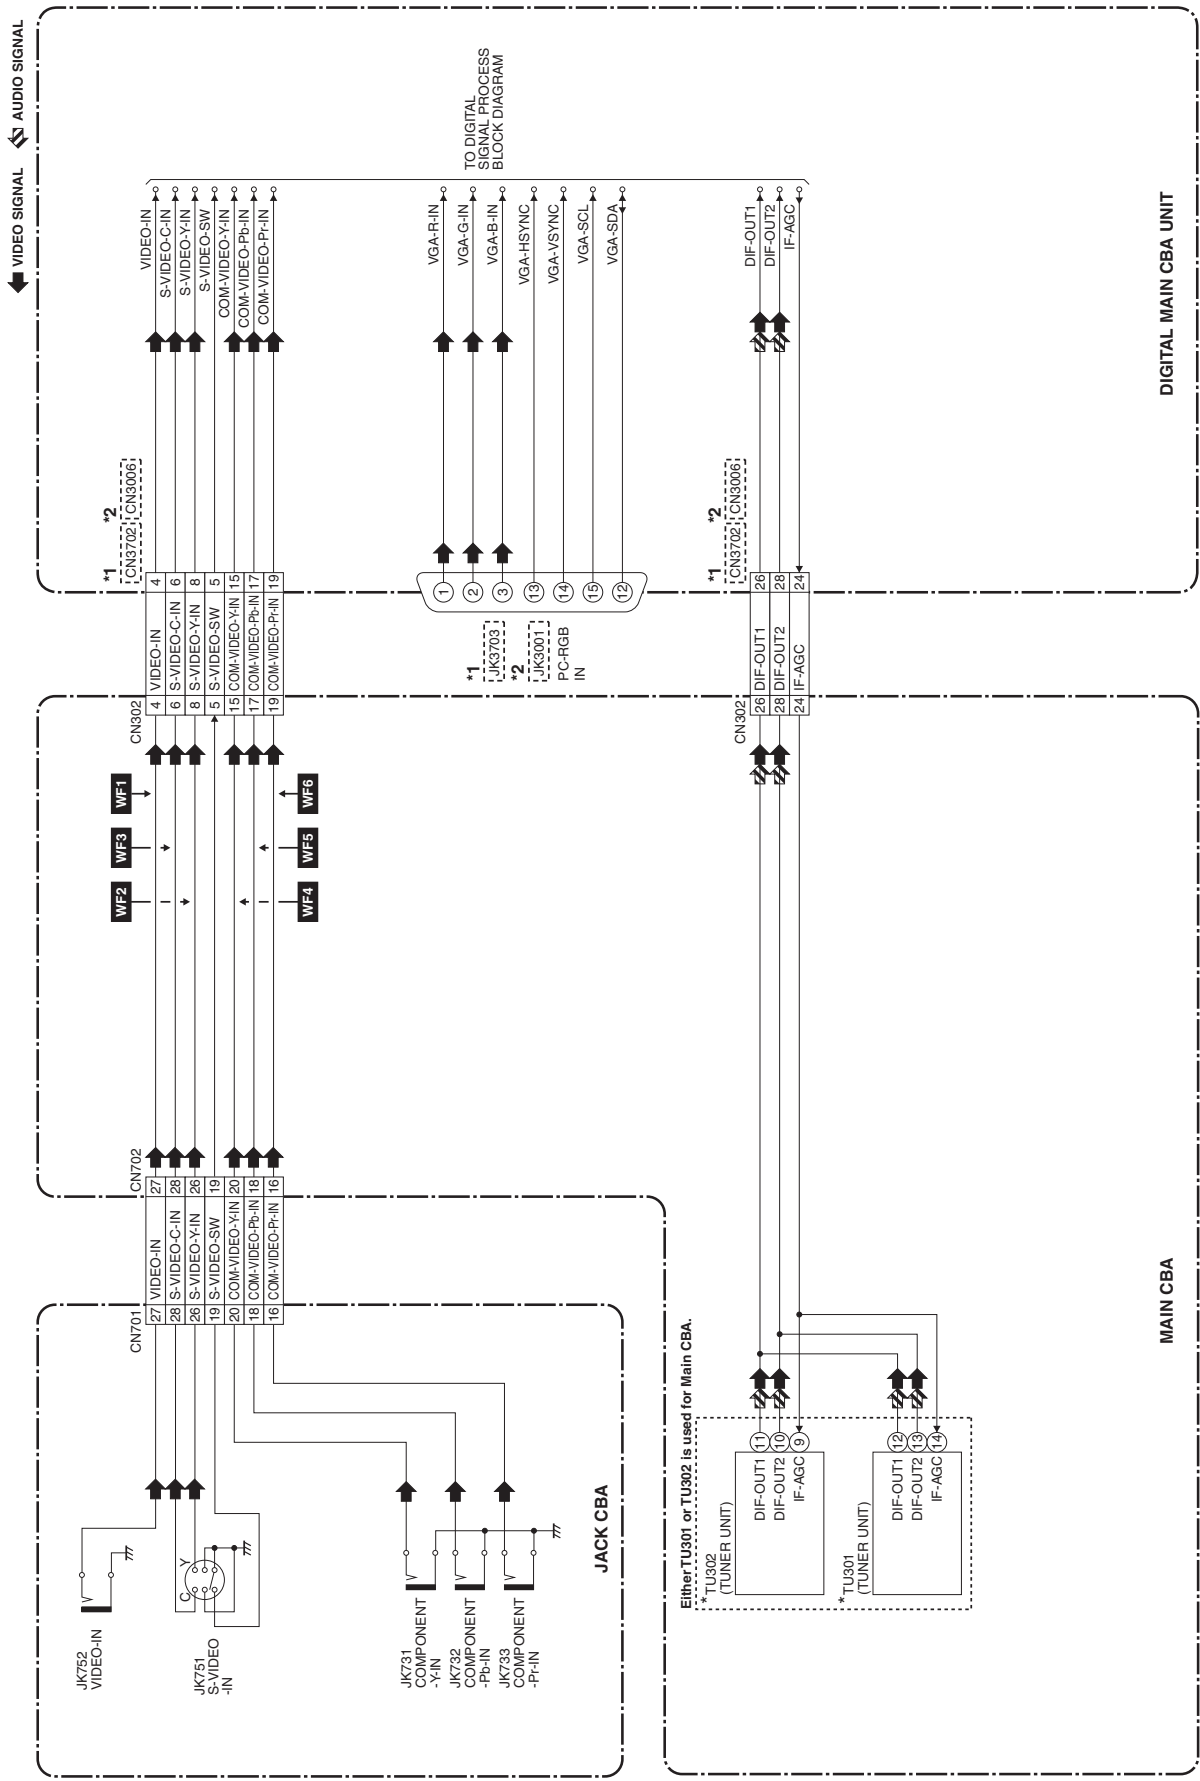 VIDEO SIGNAL
AUDIO SIGNAL
JK752
VIDEO-IN
JK751
S-VIDEO
-IN
C
Y
JK731
COMPONENT
-Y-IN
JK732
COMPONENT
-Pb-IN
JK733
COMPONENT
-Pr-IN
JACK CBA
CN701
27 VIDEO-IN 27
28 S-VIDEO-C-IN 28
26 S-VIDEO-Y-IN 26
19 S-VIDEO-SW 19
20 COM-VIDEO-Y-IN 20
18 COM-VIDEO-Pb-IN 18
16 COM-VIDEO-Pr-IN 16
CN702
WF2
WF3
WF1
WF4
WF5
WF6
CN302
4 VIDEO-IN 4
6 S-VIDEO-C-IN 6
8 S-VIDEO-Y-IN 8
5 S-VIDEO-SW 5
15 COM-VIDEO-Y-IN 15
17 COM-VIDEO-Pb-IN 17
19 COM-VIDEO-Pr-IN 19
*1 *2
CN3702 CN3006
VIDEO-IN
S-VIDEO-C-IN
S-VIDEO-Y-IN
S-VIDEO-SW
COM-VIDEO-Y-IN
COM-VIDEO-Pb-IN
COM-VIDEO-Pr-IN
*1
JK3703
*2
JK3001
PC-RGB
IN
1
2
3
13
14
15
12
VGA-R-IN
VGA-G-IN
VGA-B-IN
VGA-HSYNC
VGA-VSYNC
VGA-SCL
VGA-SDA
TO DIGITAL
SIGNAL PROCESS
BLOCK DIAGRAM
Either TU301 or TU302 is used for Main CBA.
*TU302
(TUNER UNIT)
DIF-OUT1 11
DIF-OUT2 10
IF-AGC 9
*TU301
(TUNER UNIT)
DIF-OUT1 12
DIF-OUT2 13
IF-AGC 14
CN302
26 DIF-OUT1 26
28 DIF-OUT2 28
24 IF-AGC 24
*1 *2
CN3702 CN3006
DIF-OUT1
DIF-OUT2
IF-AGC
MAIN CBA
DIGITAL MAIN CBA UNIT